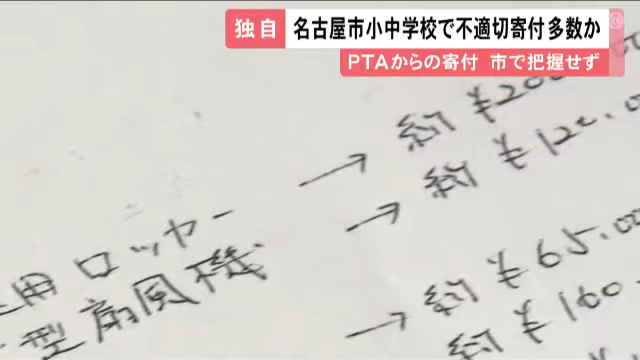 独自 名古屋市小中学校で不適切寄付多数か
PTAからの寄付 市で把握せず
用ロッカー → 約¥200
型扇風機 → 約¥120.0
→ 約¥65.00
約¥160.